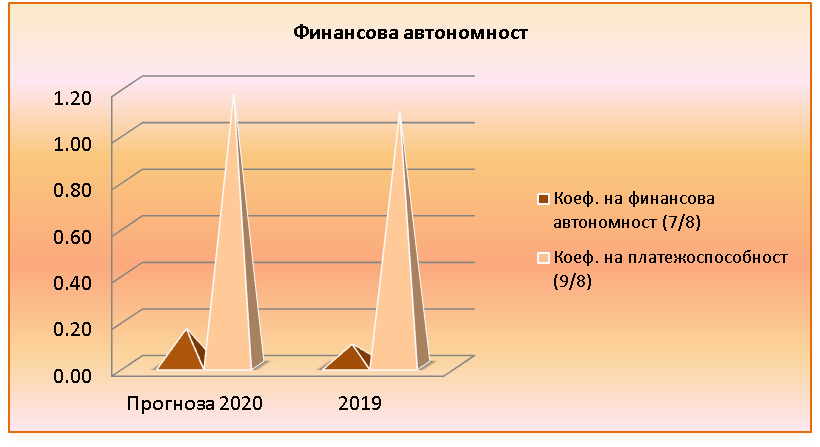 Финансова автономност
1.20
1.00
0.80
0.60
0.40
0.20
0.00
Прогноза 2020
2019
Коеф. на финансова
автономност (7/8)
Коеф. на платежоспособност
(9/8)